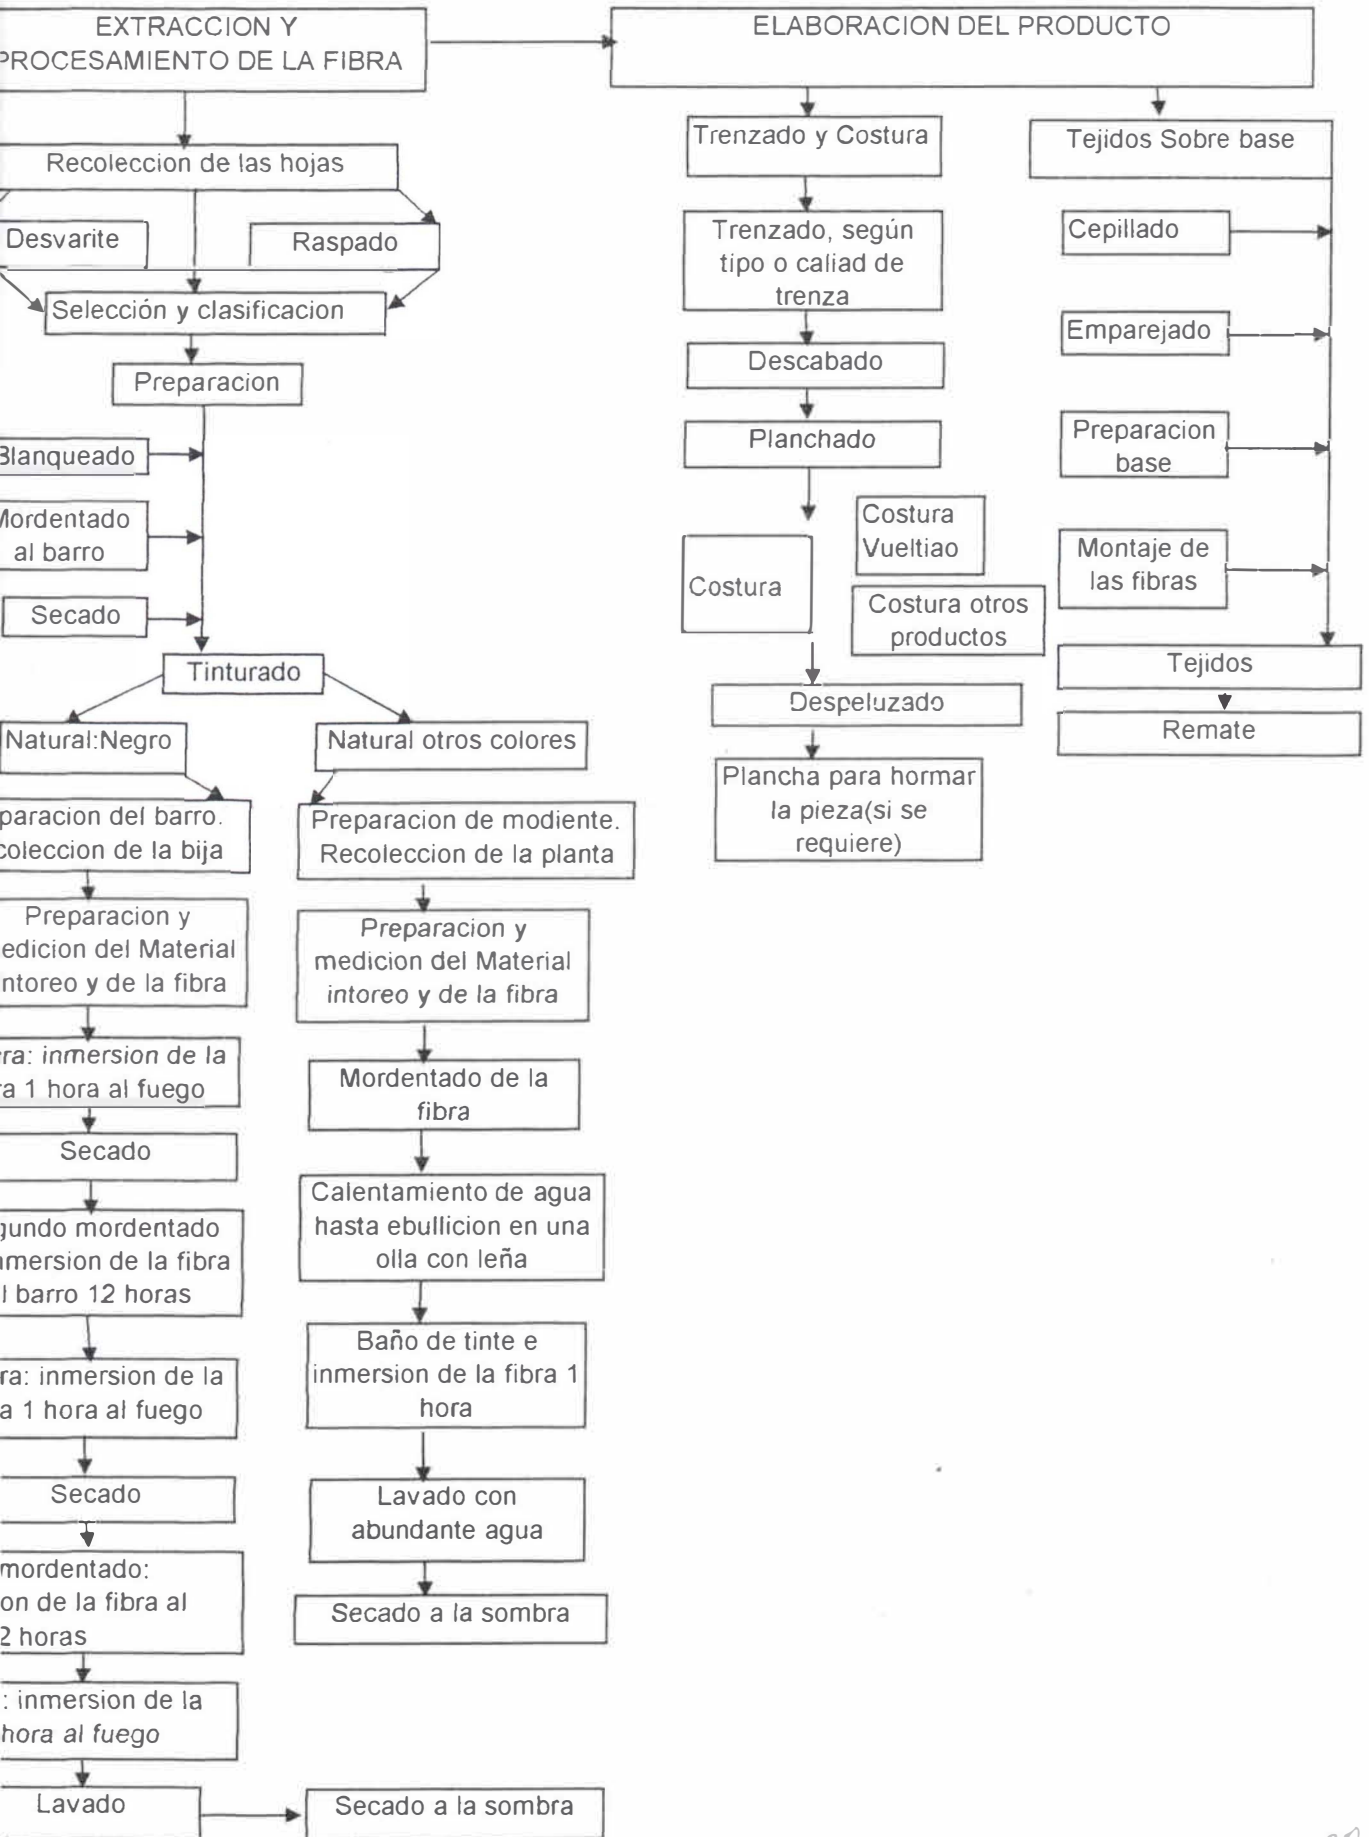 EXTRACCION Y
PROCESAMIENTO DE LA FIBRA
Recoleccion de las hojas
Desvarite
Raspado
Selección y clasificacion
Preparacion
Blanqueado
Mordentado
al barro
Secado
Tinturado
Natural:Negro
paracion del barro.
coleccion de la bija
Preparacion y
edicion del Material
intoreo y de la fibra
ra: inmersion de la
ra 1 hora al fuego
Secado
gundo mordentado
nmersion de la fibra
l barro 12 horas
ra: inmersion de la
a 1 hora al fuego
Secado
mordentado:
on de la fibra al
2 horas
: inmersion de la
hora al fuego
Lavado
Secado a la sombra
Natural otros colores
Preparacion de modiente.
Recoleccion de la planta
Preparacion y
medicion del Material
intoreo y de la fibra
Mordentado de la
fibra
Calentamiento de agua
hasta ebullicion en una
olla con leña
Baño de tinte e
inmersion de la fibra 1
hora
Lavado con
abundante agua
Secado a la sombra
ELABORACION DEL PRODUCTO
Trenzado y Costura
Trenzado, según
tipo o caliad de
trenza
Descabado
Planchado
Costura
Costura
Vueltiao
Costura otros
productos
Despeluzado
Plancha para hormar
la pieza(si se
requiere)
Tejidos Sobre base
Cepillado
Emparejado
Preparacion
base
Montaje de
las fibras
Tejidos
Remate